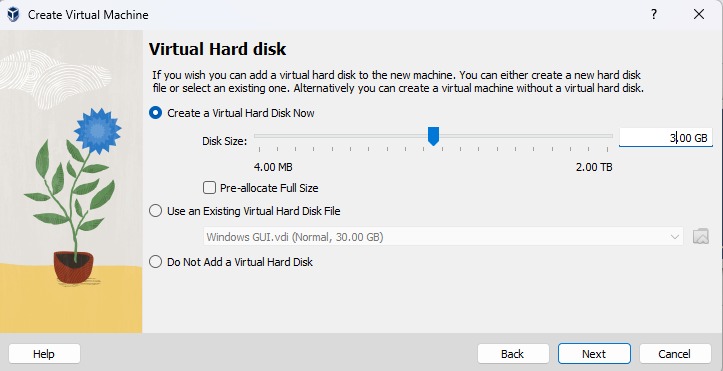 Create Virtual Machine
?
Virtual Hard disk
If you wish you can add a virtual hard disk to the new machine. You can either create a new hard disk
file or select an existing one. Alternatively you can create a virtual machine without a virtual hard disk.
Create a Virtual Hard Disk Now
Disk Size:
3.00 GB
4.00 MB
2.00 TB
Pre-allocate Full Size
Use an Existing Virtual Hard Disk File
Windows GUI.vdi (Normal, 30.00 GB)
Do Not Add a Virtual Hard Disk
Help
Back
Next
Cancel